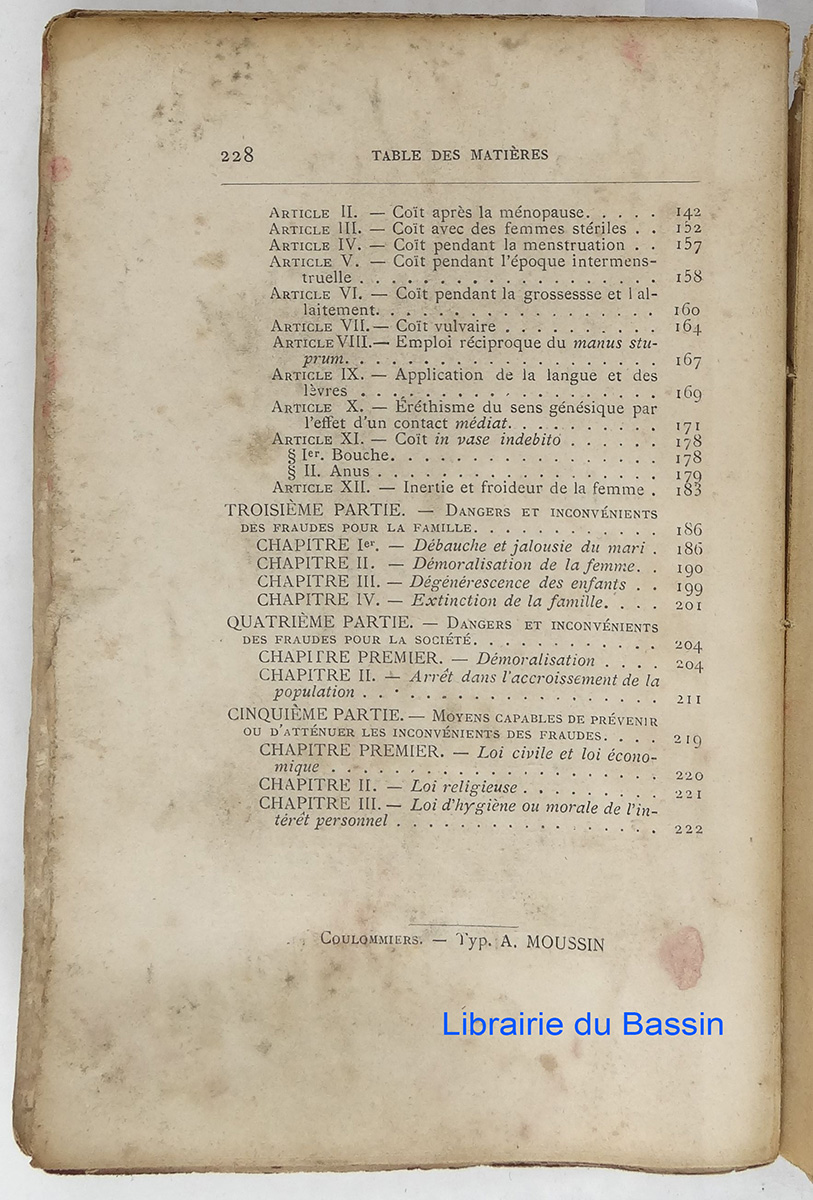 228 TABLE DES MATIÈRES
ARTICLE II. — Coït après la ménopause. . . . . 142
ARTICLE III. — Coït avec des femmes stériles . . 152
ARTICLE IV. — Coït pendant la menstruation . . 157
ARTICLE V. — Coït pendant l'époque intermens-
truelle . . . . . . . . . . . . . . . . . 158
ARTICLE VI. — Coït pendant la grossessse et l al-
laitement. . . . . . . . . . . . . . . . . 160
ARTICLE VII. — Coït vulvaire . . . . . . . . . . 164
ARTICLE VIII. — Emploi réciproque du manus stu-
prum. . . . . . . . . . . . . . . . . . . 167
ARTICLE IX. — Application de la langue et des
lèvres . . . . . . . . . . . . . . . . . . 169
ARTICLE X. — Éréthisme du sens génésique par
l'effet d'un contact médiat. . . . . . . . . . 171
ARTICLE XI. — Coït in vase indebito . . . . . . 178
§ Ier. Bouche. . . . . . . . . . . . . . . . . 178
§ II. Anus . . . . . . . . . . . . . . . . . . 179
ARTICLE XII. — Inertie et froideur de la femme . 183
TROISIÈME PARTIE. — DANGERS ET INCONVÉNIENTS
DES FRAUDES POUR LA FAMILLE. . . . . . . . . . . . 186
CHAPITRE Ier. — Débauche et jalousie du mari . 186
CHAPITRE II. — Démoralisation de la femme. . 190
CHAPITRE III. — Dégénérescence des enfants . . 199
CHAPITRE IV. — Extinction de la famille. . . . 201
QUATRIÈME PARTIE. — DANGERS ET INCONVÉNIENTS
DES FRAUDES POUR LA SOCIÉTÉ. . . . . . . . . . . . 204
CHAPITRE PREMIER. — Démoralisation . . . . 204
CHAPITRE II. — Arrêt dans l'accroissement de la
population . . . . . . . . . . . . . . . . . 211
CINQUIÈME PARTIE. — MOYENS CAPABLES DE PRÉVENIR
OU D'ATTÉNUER LES INCONVÉNIENTS DES FRAUDES. . . . 219
CHAPITRE PREMIER. — Loi civile et loi écono-
mique . . . . . . . . . . . . . . . . . . . 220
CHAPITRE II. — Loi religieuse . . . . . . . . . 221
CHAPITRE III. — Loi d'hygiène ou morale de l'in-
térêt personnel . . . . . . . . . . . . . . . 222
COULOMMIERS. — Typ. A. MOUSSIN
Librairie du Bassin